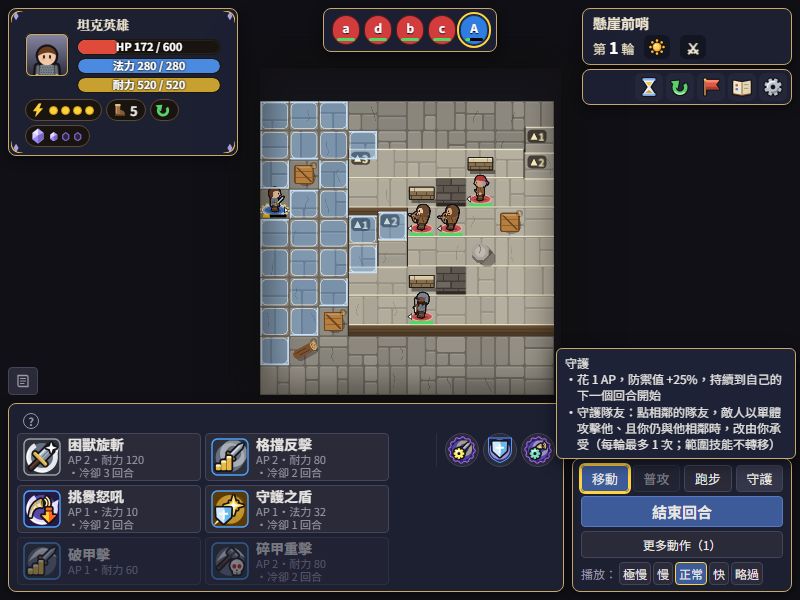 坦克英雄
HP 172 / 600
法力 280 / 280
耐力 520 / 520
5
a
d
b
c
A
懸崖前哨
第 1 輪
▲1
▲2
▲3
▲1
▲2
守護
・花 1 AP，防禦值 +25%，持續到自己的
下一個回合開始
・守護隊友：點相鄰的隊友，敵人以單體
攻擊他、且你仍與他相鄰時，改由你承
受（每輪最多 1 次；範圍技能不轉移）
?
困獸旋斬
AP 2・耐力 120
・冷卻 3 回合
格擋反擊
AP 2・耐力 80
・冷卻 2 回合
挑釁怒吼
AP 1・法力 10
・冷卻 2 回合
守護之盾
AP 1・法力 32
・冷卻 1 回合
破甲擊
AP 1・耐力 60
碎甲重擊
AP 2・耐力 80
・冷卻 2 回合
移動
普攻
跑步
守護
結束回合
更多動作（1）
播放：
極慢
慢
正常
快
略過